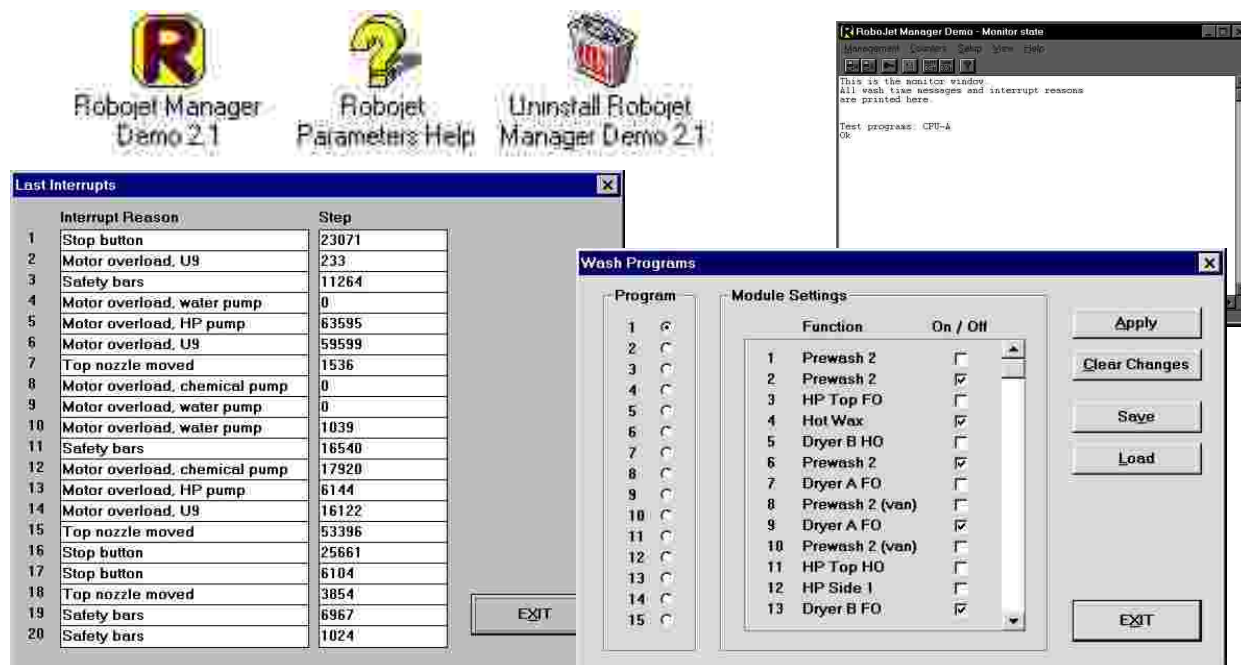 Robojet Manager
Demo 2.1
Robojet
Parameters Help
Uninstall Robojet
Manager Demo 2.1
RoboJet Manager Demo - Monitor state
Management Counters Setup View Help
This is the monitor window.
All wash time messages and interrupt reasons
are printed here.
Test programs: CPU-A
Ok
Last Interrupts
Interrupt Reason Step
1 Stop button 23071
2 Motor overload, U9 233
3 Safety bars 11264
4 Motor overload, water pump 0
5 Motor overload, HP pump 63595
6 Motor overload, U9 59599
7 Top nozzle moved 1536
8 Motor overload, chemical pump 0
9 Motor overload, water pump 0
10 Motor overload, water pump 1039
11 Safety bars 16540
12 Motor overload, chemical pump 17920
13 Motor overload, HP pump 6144
14 Motor overload, U9 16122
15 Top nozzle moved 53396
16 Stop button 25661
17 Stop button 6104
18 Top nozzle moved 3854
19 Safety bars 6967
20 Safety bars 1024
EXIT
Wash Programs
Program
1
2
3
4
5
6
7
8
9
10
11
12
13
14
15
Module Settings
Function On / Off
1 Prewash 2
2 Prewash 2
3 HP Top FO
4 Hot Wax
5 Dryer B HO
6 Prewash 2
7 Dryer A FO
8 Prewash 2 (van)
9 Dryer A FO
10 Prewash 2 (van)
11 HP Top HO
12 HP Side 1
13 Dryer B FO
Apply
Clear Changes
Save
Load
EXIT